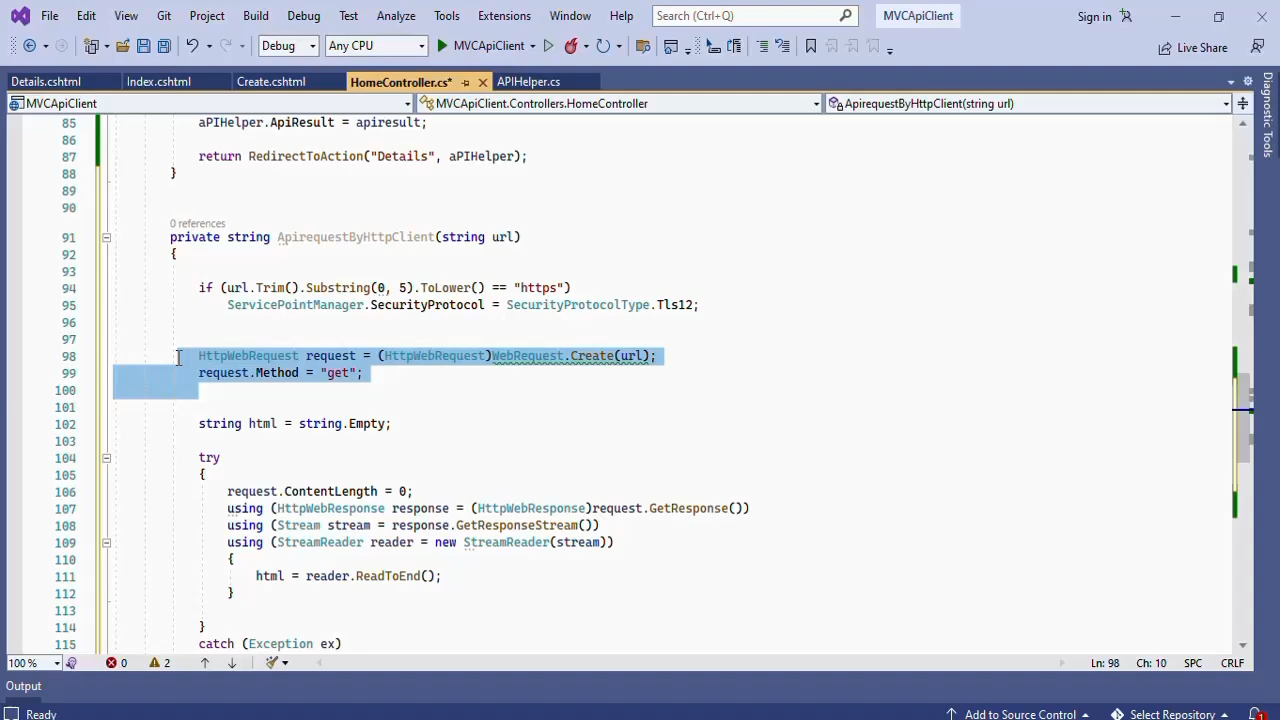 File Edit View Git Project Build Debug Test Analyze Tools Extensions Window Help Search (Ctrl+Q) MVCApiClient Sign in
Debug Any CPU MVCApiClient Live Share
Details.cshtml Index.cshtml Create.cshtml HomeController.cs* APIHelper.cs
MVCApiClient MVCApiClient.Controllers.HomeController ApirequestByHttpClient(string url)
Diagnostic Tools
85 aPIHelper.ApiResult = apiresult;
86
87 return RedirectToAction("Details", aPIHelper);
88 }
89
90
0 references
91 private string ApirequestByHttpClient(string url)
92 {
93
94 if (url.Trim().Substring(0, 5).ToLower() == "https")
95 ServicePointManager.SecurityProtocol = SecurityProtocolType.Tls12;
96
97
98 HttpWebRequest request = (HttpWebRequest)WebRequest.Create(url);
99 request.Method = "get";
100
101
102 string html = string.Empty;
103
104 try
105 {
106 request.ContentLength = 0;
107 using (HttpWebResponse response = (HttpWebResponse)request.GetResponse())
108 using (Stream stream = response.GetResponseStream())
109 using (StreamReader reader = new StreamReader(stream))
110 {
111 html = reader.ReadToEnd();
112 }
113
114 }
115 catch (Exception ex)
100 % 0 2 Ln: 98 Ch: 10 SPC CRLF
Output
Ready Add to Source Control Select Repository 1